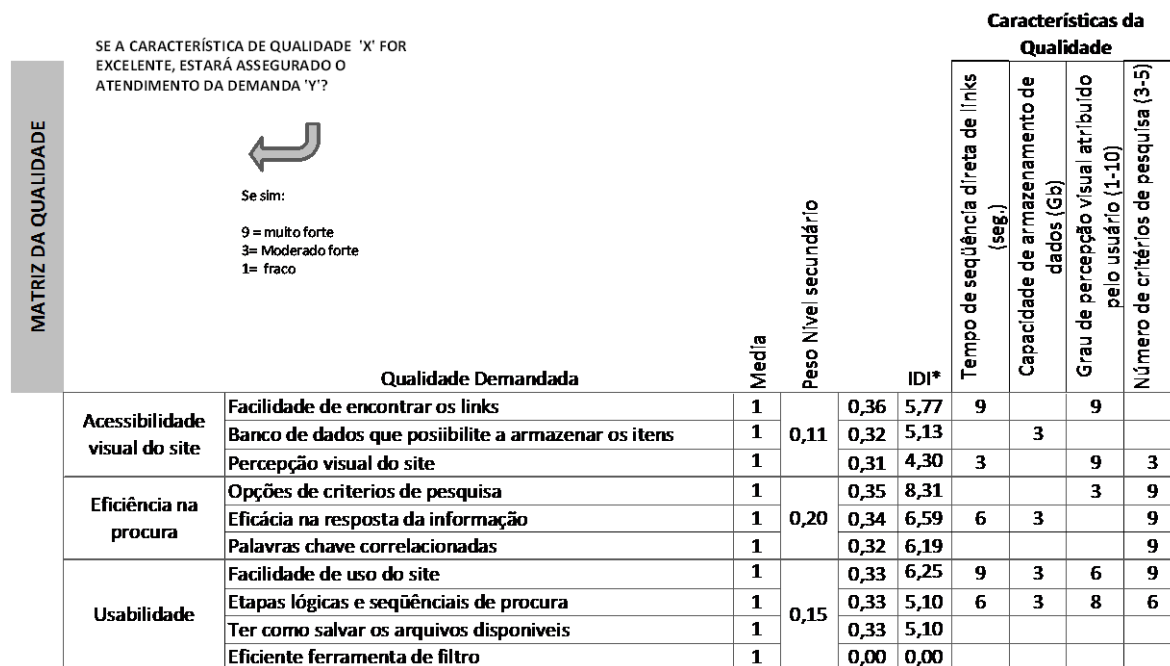 Características da
Qualidade
SE A CARACTERÍSTICA DE QUALIDADE 'X' FOR
EXCELENTE, ESTARÁ ASSEGURADO O
ATENDIMENTO DA DEMANDA 'Y'?
MATRIZ DA QUALIDADE
Se sim:
9 = muito forte
3= Moderado forte
1= fraco
Qualidade Demandada
Media
Peso Nível secundário
IDI*
Tempo de seqüência direta de links
(seg.)
Capacidade de armazenamento de
dados (Gb)
Grau de percepção visual atribuido
pelo usuário (1-10)
Número de critérios de pesquisa (3-5)
Acessibilidade
visual do site
Facilidade de encontrar os links 1 0,36 5,77 9 9
Banco de dados que posiibilite a armazenar os itens 1 0,11 0,32 5,13 3
Percepção visual do site 1 0,31 4,30 3 9 3
Eficiência na
procura
Opções de criterios de pesquisa 1 0,35 8,31 3 9
Eficácia na resposta da informação 1 0,20 0,34 6,59 6 3 9
Palavras chave correlacionadas 1 0,32 6,19 9
Usabilidade
Facilidade de uso do site 1 0,33 6,25 9 3 6 9
Etapas lógicas e seqüênciais de procura 1 0,15 0,33 5,10 6 3 8 6
Ter como salvar os arquivos disponiveis 1 0,33 5,10
Eficiente ferramenta de filtro 1 0,00 0,00